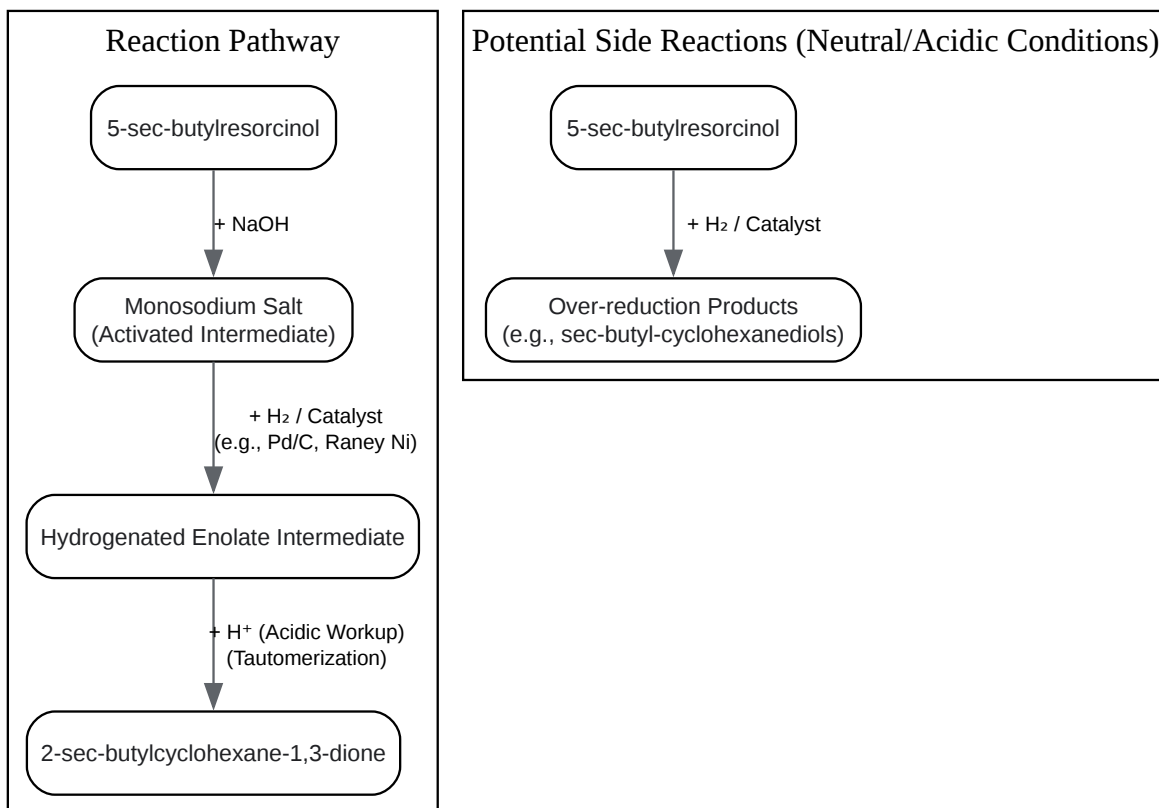 Reaction Pathway
5-sec-butylresorcinol
+ NaOH
Monosodium Salt
(Activated Intermediate)
+ H₂ / Catalyst
(e.g., Pd/C, Raney Ni)
Hydrogenated Enolate Intermediate
+ H⁺ (Acidic Workup)
(Tautomerization)
2-sec-butylcyclohexane-1,3-dione
Potential Side Reactions (Neutral/Acidic Conditions)
5-sec-butylresorcinol
+ H₂ / Catalyst
Over-reduction Products
(e.g., sec-butyl-cyclohexanediols)